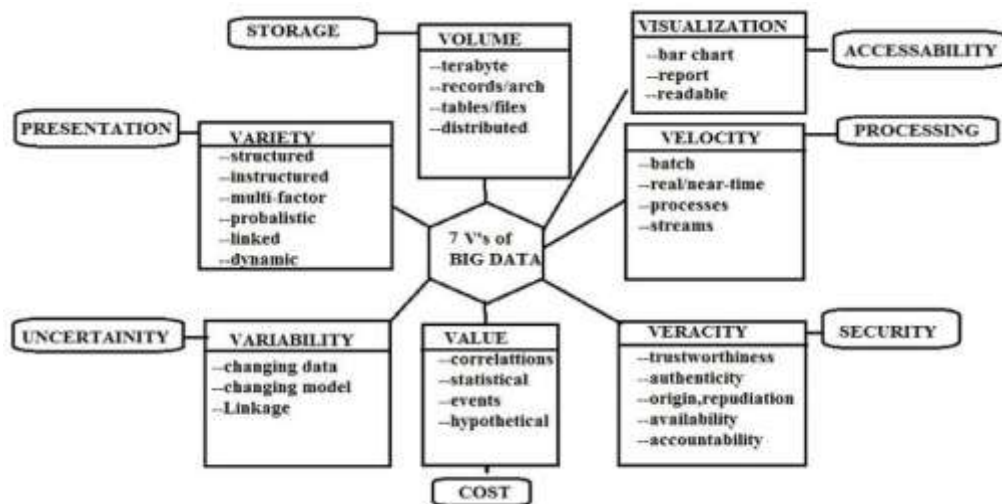 STORAGE
VOLUME
--terabyte
--records/arch
--tables/files
--distributed
VISUALIZATION
--bar chart
--report
--readable
ACCESSABILITY
PRESENTATION
VARIETY
--structured
--instructured
--multi-factor
--probalistic
--linked
--dynamic
VELOCITY
--batch
--real/near-time
--processes
--streams
PROCESSING
7 V's of
BIG DATA
UNCERTAINITY
VARIABILITY
--changing data
--changing model
--Linkage
VALUE
--correlattions
--statistical
--events
--hypothetical
COST
VERACITY
--trustworthiness
--authenticity
--origin,repudiation
--availability
--accountability
SECURITY